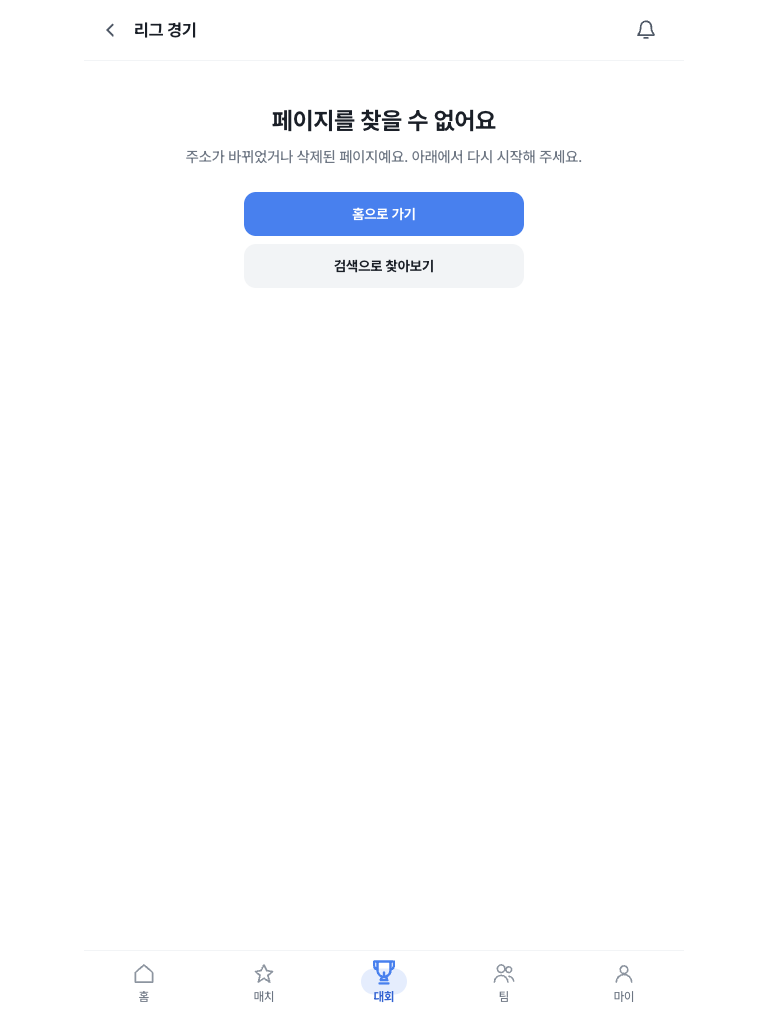 리그 경기
페이지를 찾을 수 없어요
주소가 바뀌었거나 삭제된 페이지예요. 아래에서 다시 시작해 주세요.
홈으로 가기
검색으로 찾아보기
홈
매치
대회
팀
마이